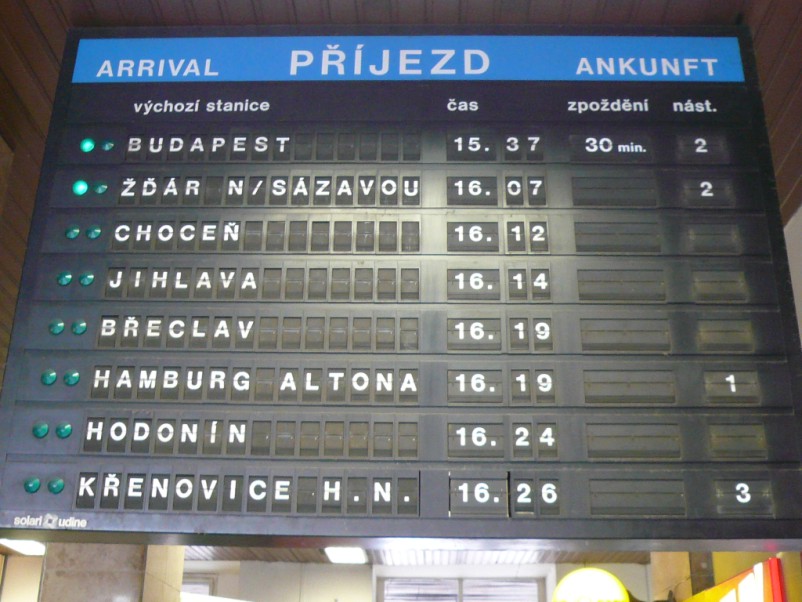 ARRIVAL PŘÍJEZD ANKUNFT
výchozí stanice čas zpoždění nást.
BUDAPEST 15. 37 30 min. 2
ŽĎÁR N/SÁZAVOU 16. 07 2
CHOCEŇ 16. 12
JIHLAVA 16. 14
BŘECLAV 16. 19
HAMBURG ALTONA 16. 19 1
HODONÍN 16. 24
KŘENOVICE H.N. 16. 26 3
solari udine